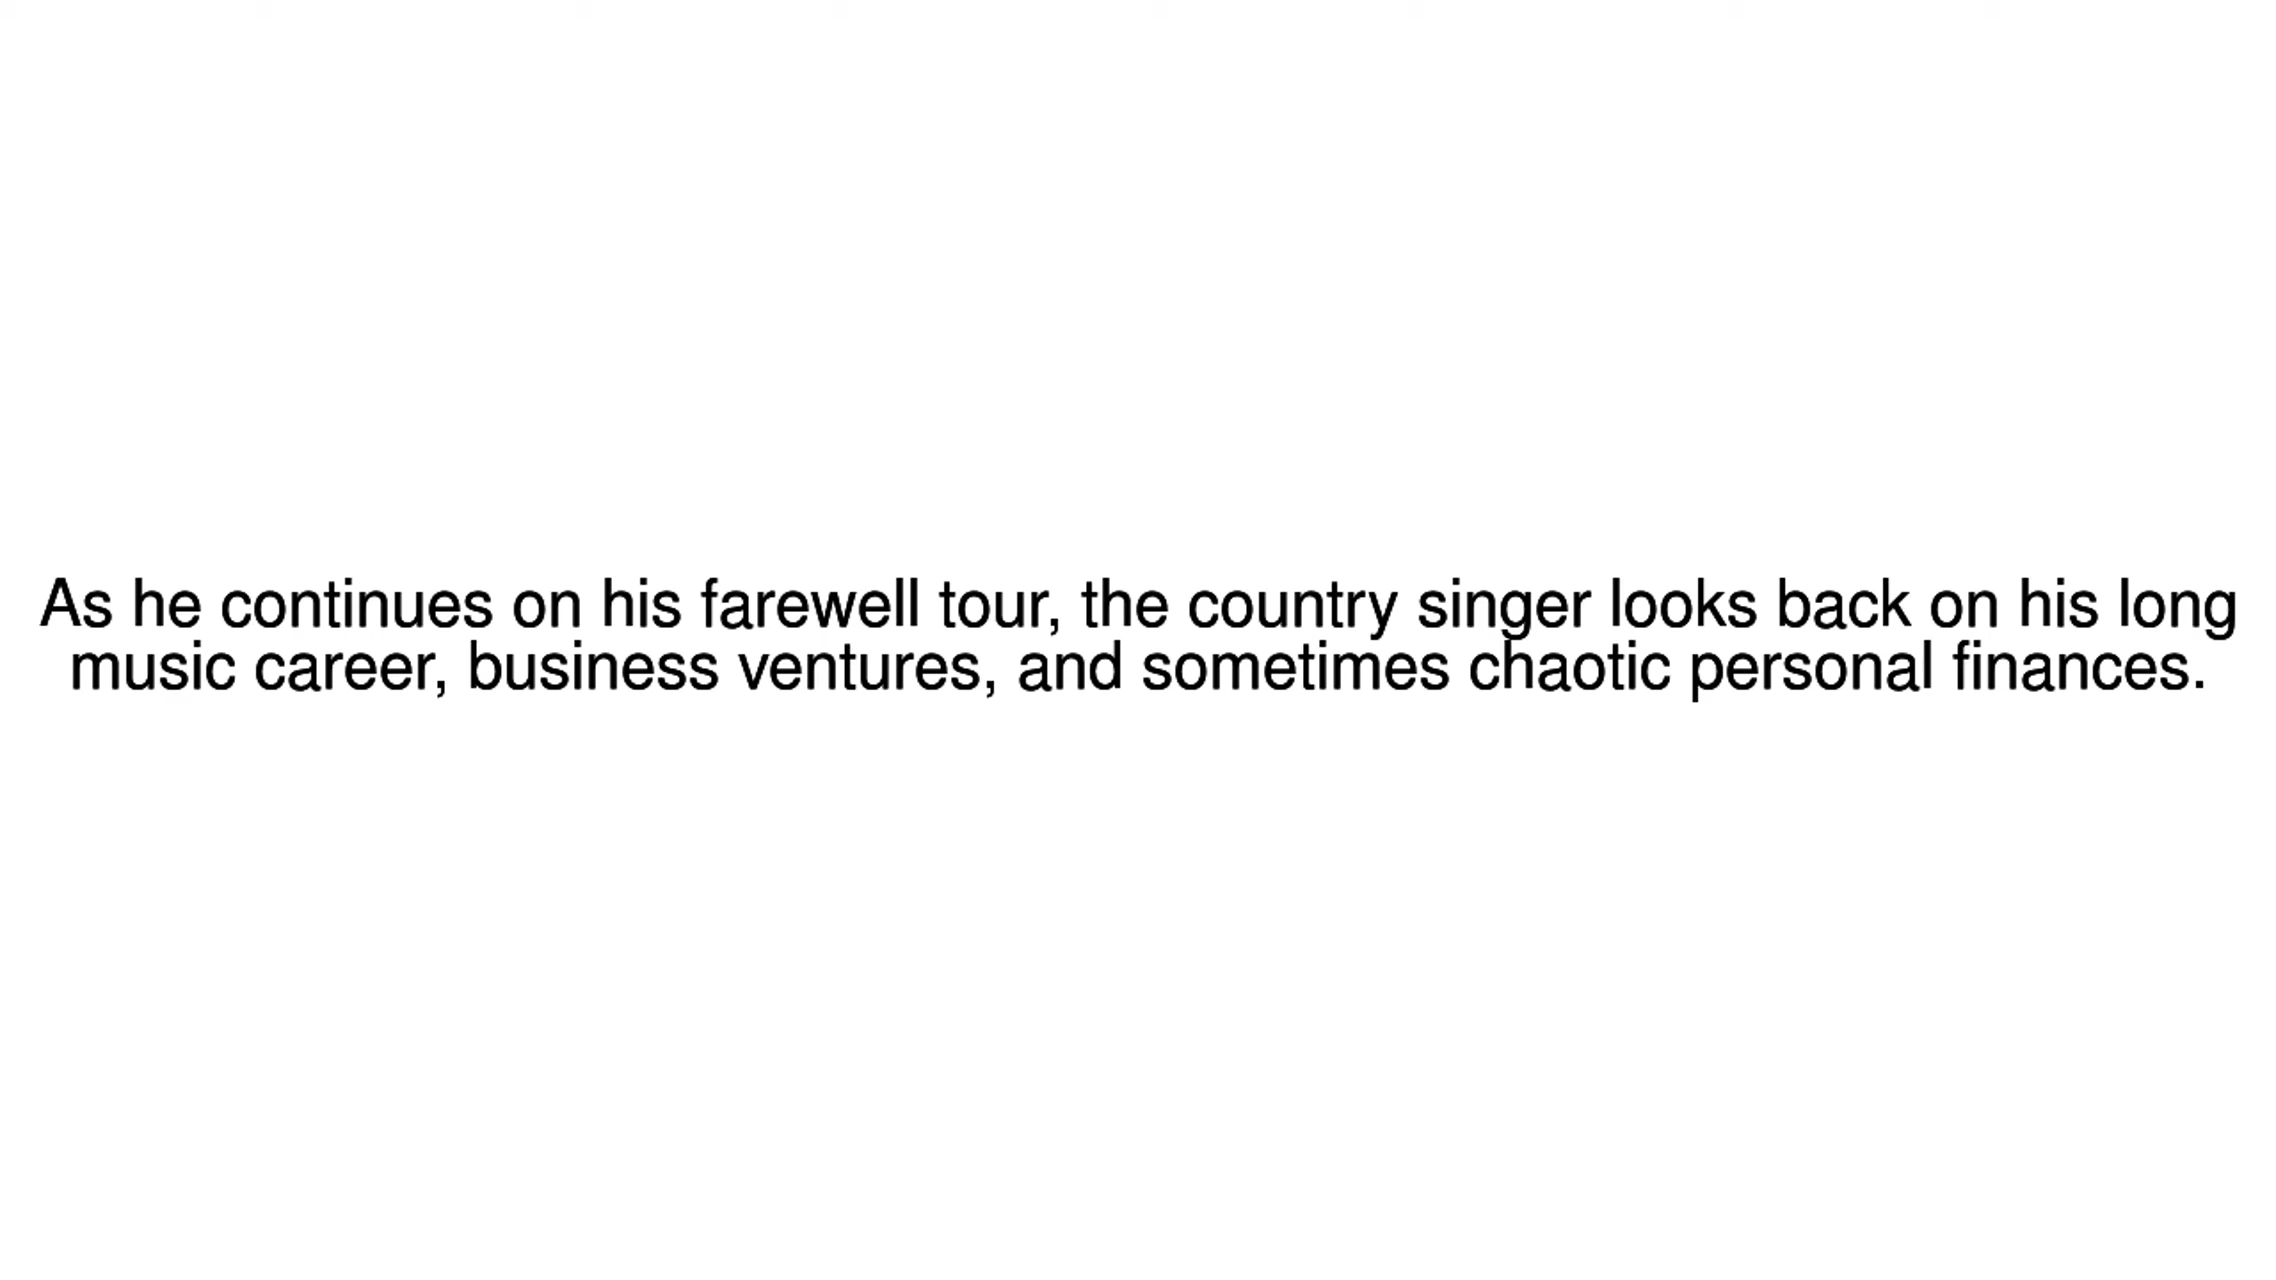 As he continues on his farewell tour, the country singer looks back on his long
music career, business ventures, and sometimes chaotic personal finances.